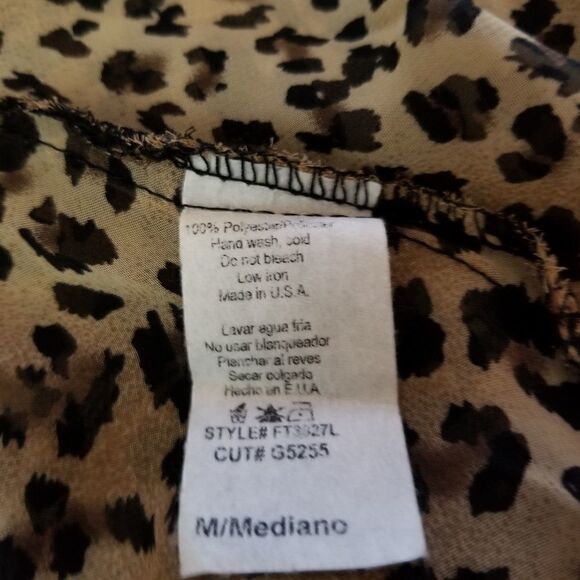 100% Polyester/Poliester
Hand wash, cold
Do not bleach
Low iron
Made in U.S.A.
Lavar agua fria
No usar blanqueador
Planchar al reves
Secar colgado
Hecho en E.U.A.
STYLE# FT3327L
CUT# G5255
M/Mediano